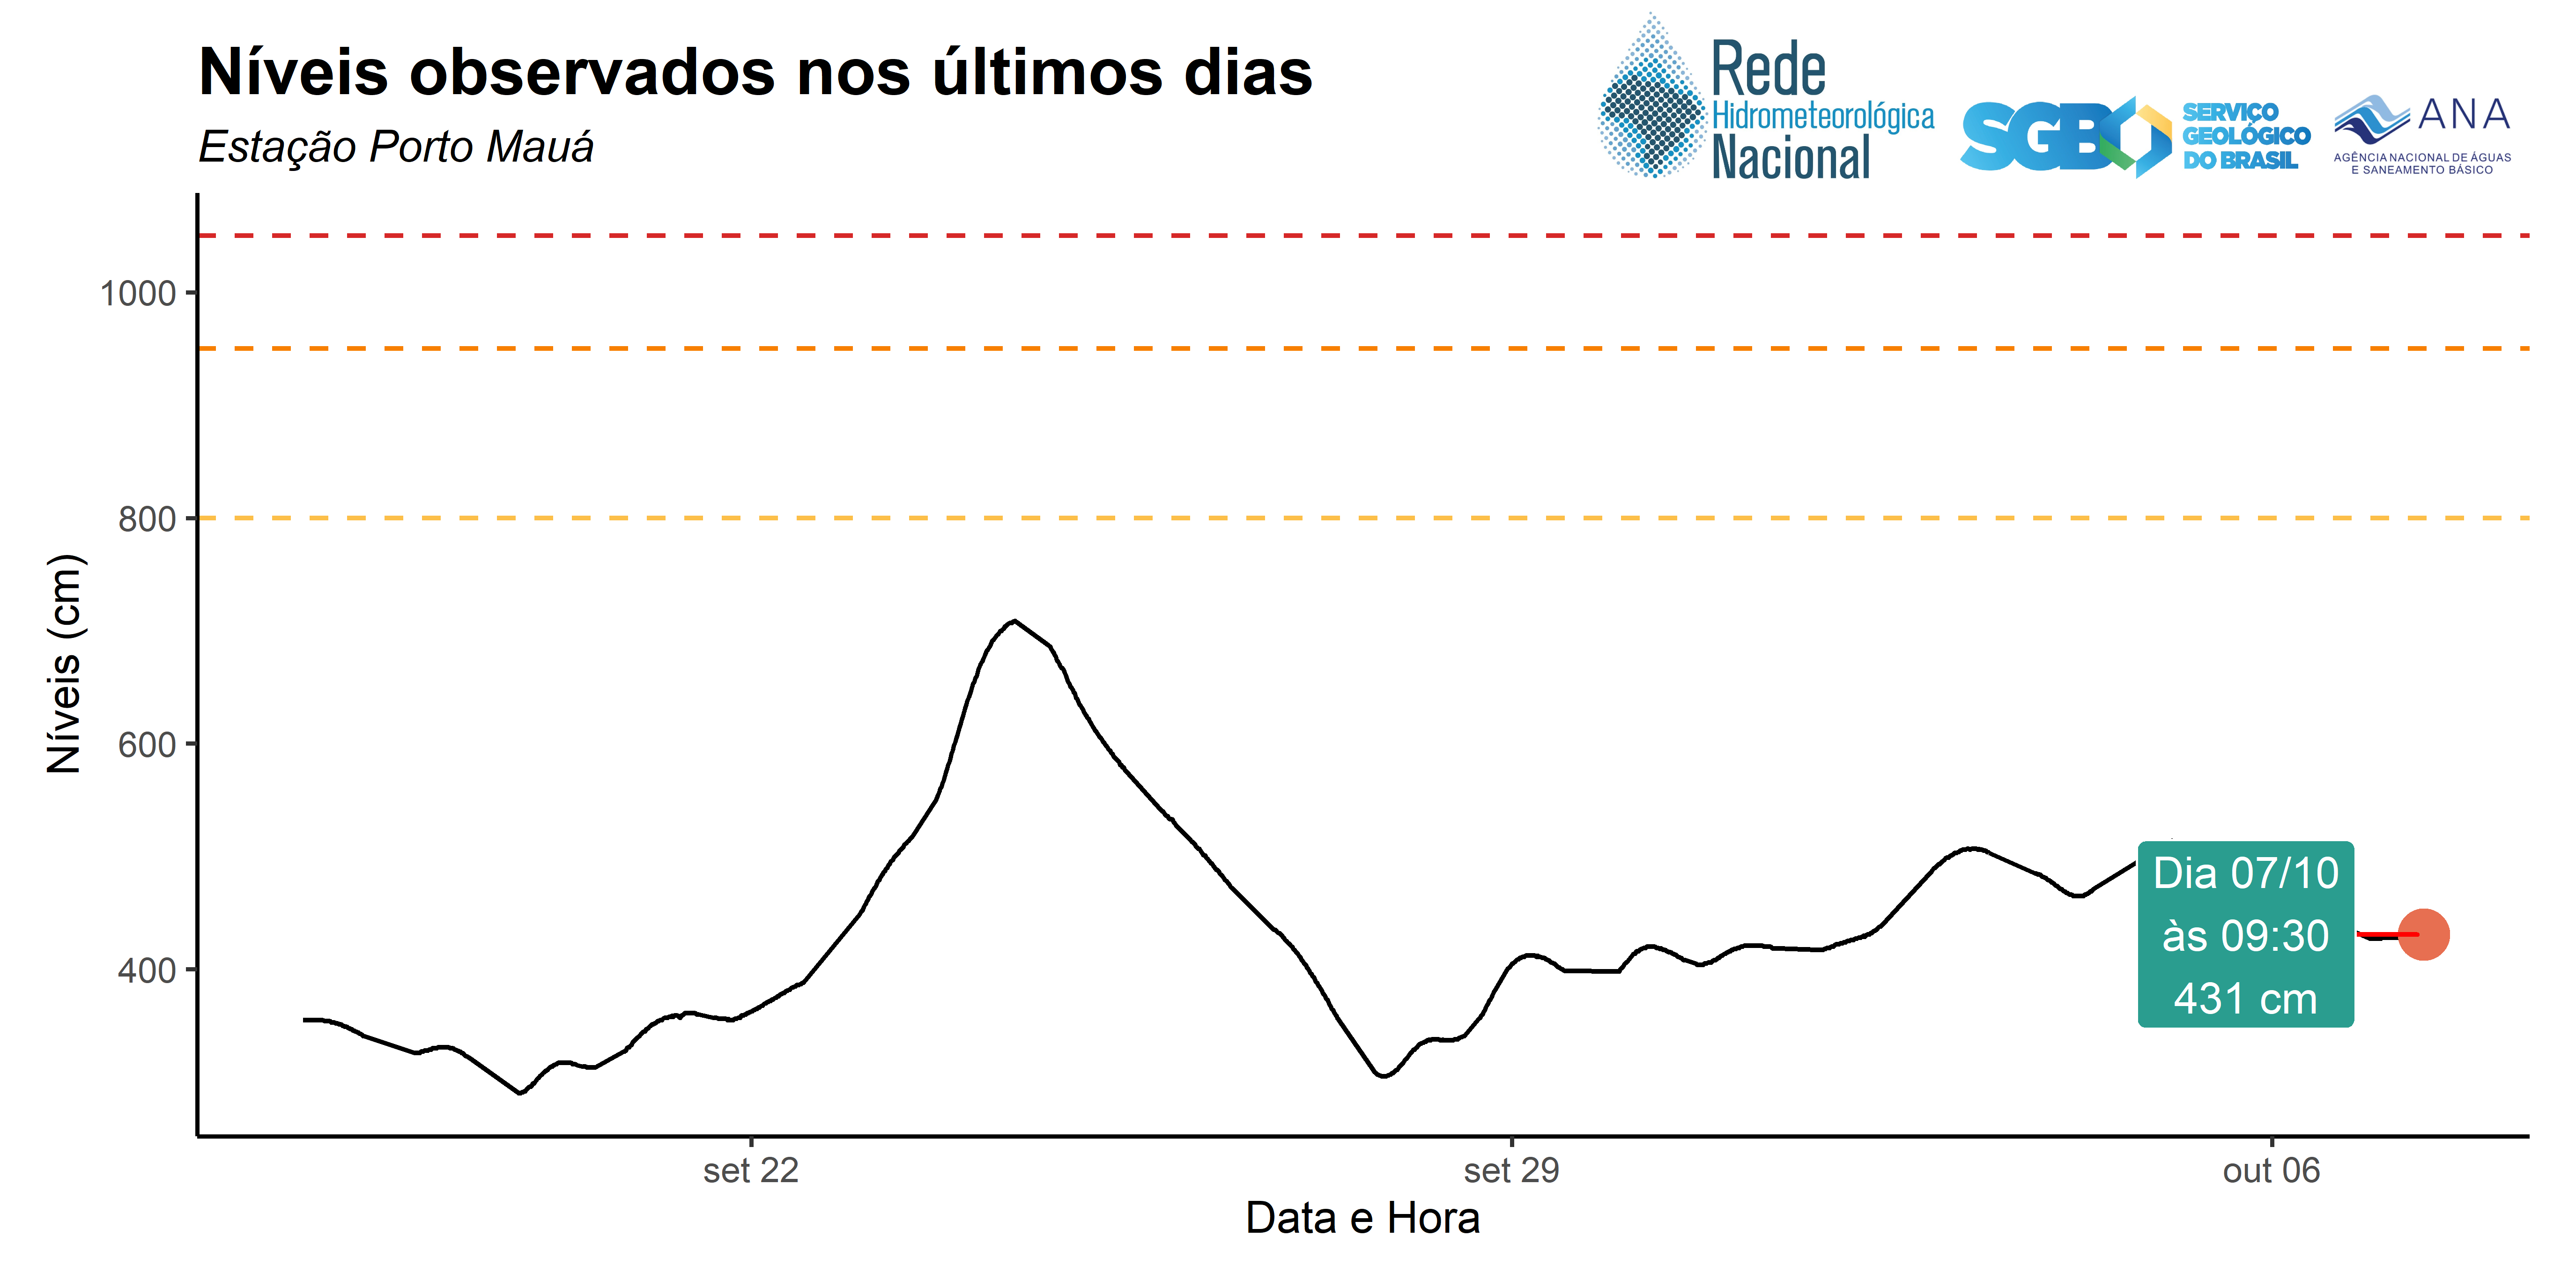 Níveis observados nos últimos dias
Estação Porto Mauá
Rede
Hidrometeorológica
Nacional
SGB
SERVIÇO
GEOLÓGICO
DO BRASIL
ANA
AGÊNCIA NACIONAL DE ÁGUAS
E SANEAMENTO BÁSICO
Níveis (cm)
1000
800
600
400
Dia 07/10
às 09:30
431 cm
set 22
set 29
out 06
Data e Hora